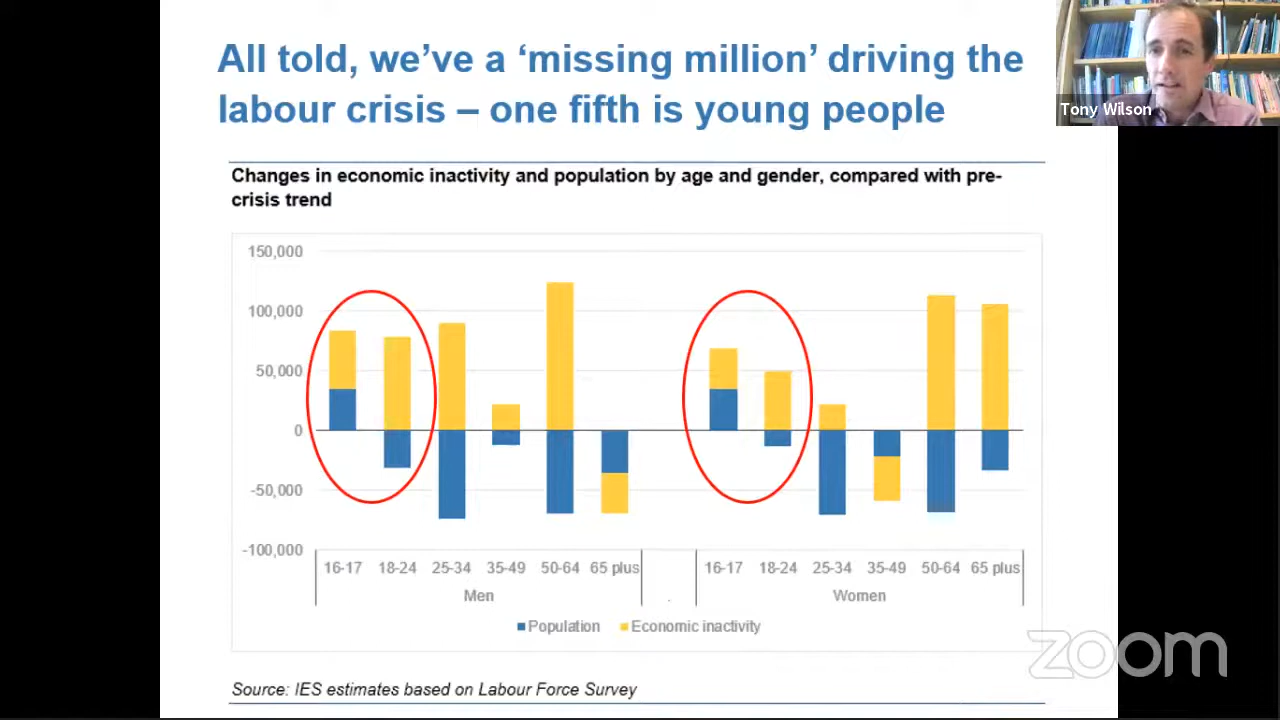 All told, we’ve a ‘missing million’ driving the
labour crisis – one fifth is young people
Tony Wilson
Changes in economic inactivity and population by age and gender, compared with pre-
crisis trend
150,000
100,000
50,000
0
-50,000
-100,000
16-17 18-24 25-34 35-49 50-64 65 plus 16-17 18-24 25-34 35-49 50-64 65 plus
Men Women
Population Economic inactivity
zoom
Source: IES estimates based on Labour Force Survey